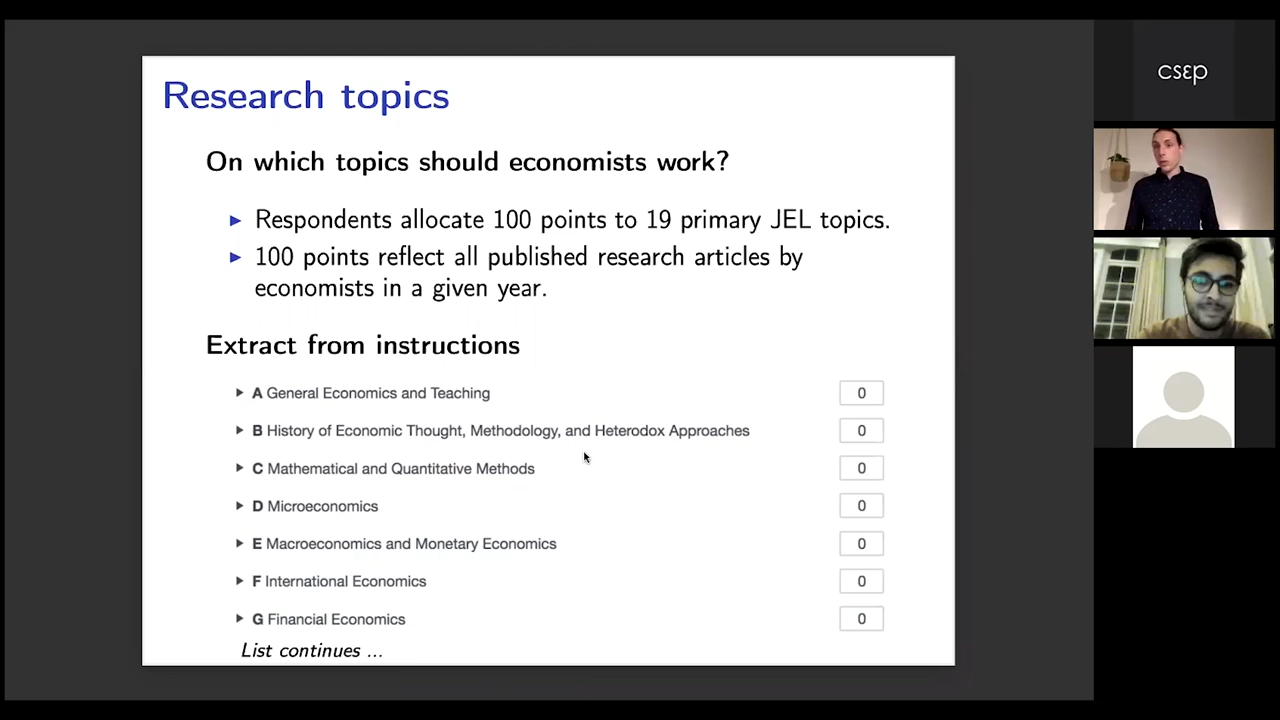 Research topics
On which topics should economists work?
Respondents allocate 100 points to 19 primary JEL topics.
100 points reflect all published research articles by
economists in a given year.
Extract from instructions
A General Economics and Teaching 0
B History of Economic Thought, Methodology, and Heterodox Approaches 0
C Mathematical and Quantitative Methods 0
D Microeconomics 0
E Macroeconomics and Monetary Economics 0
F International Economics 0
G Financial Economics 0
List continues ...
csεp